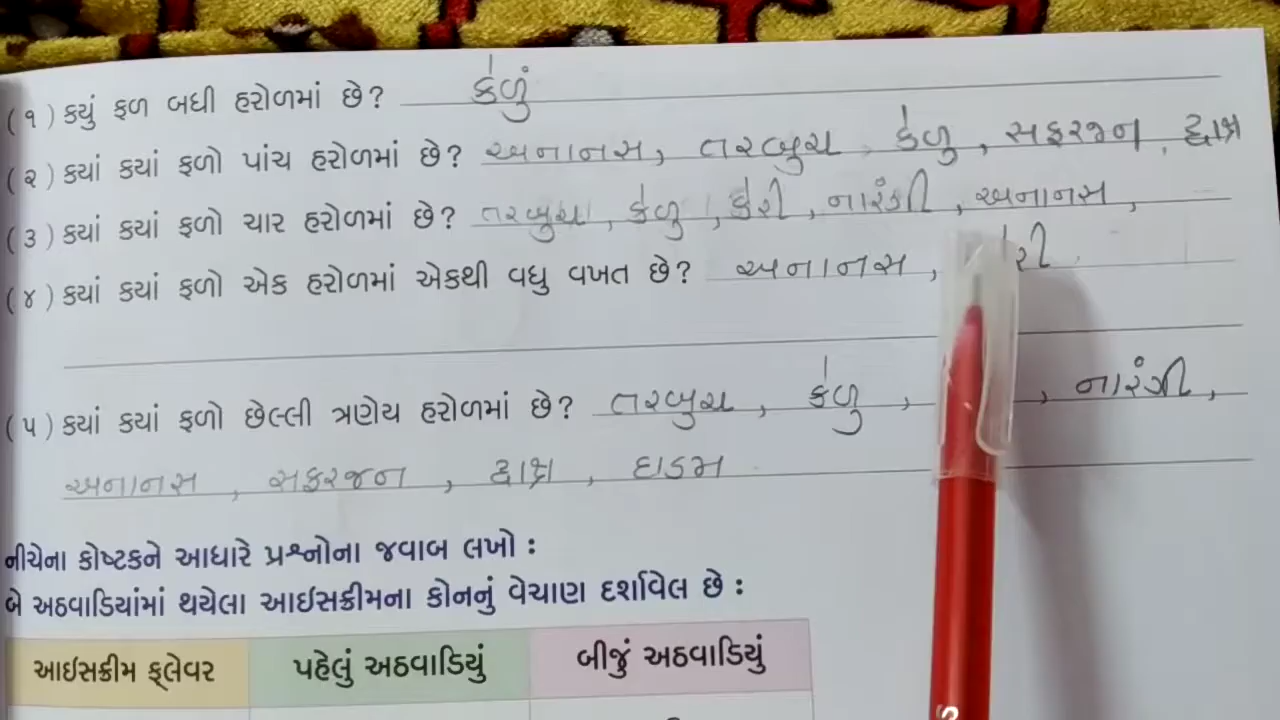 (૧) કયું ફળ બધી હરોળમાં છે? કેળું
(૨) કયાં કયાં ફળો પાંચ હરોળમાં છે? અનાનસ, તરબુચ કેળુ, સફરજન, દ્રાક્ષ
(૩) કયાં કયાં ફળો ચાર હરોળમાં છે? તરબુચ, કેળુ, કેરી, નારંગી, અનાનસ,
(૪) કયાં કયાં ફળો એક હરોળમાં એકથી વધુ વખત છે? અનાનસ,
(૫) કયાં કયાં ફળો છેલ્લી ત્રણેય હરોળમાં છે? તરબુચ, કેળુ, , નારંગી,
અનાનસ, સફરજન, દ્રાક્ષ, દાડમ
નીચેના કોષ્ટકને આધારે પ્રશ્નોના જવાબ લખો :
બે અઠવાડિયાંમાં થયેલા આઈસક્રીમના કોનનું વેચાણ દર્શાવેલ છે :
આઈસક્રીમ ફ્લેવર પહેલું અઠવાડિયું બીજું અઠવાડિયું